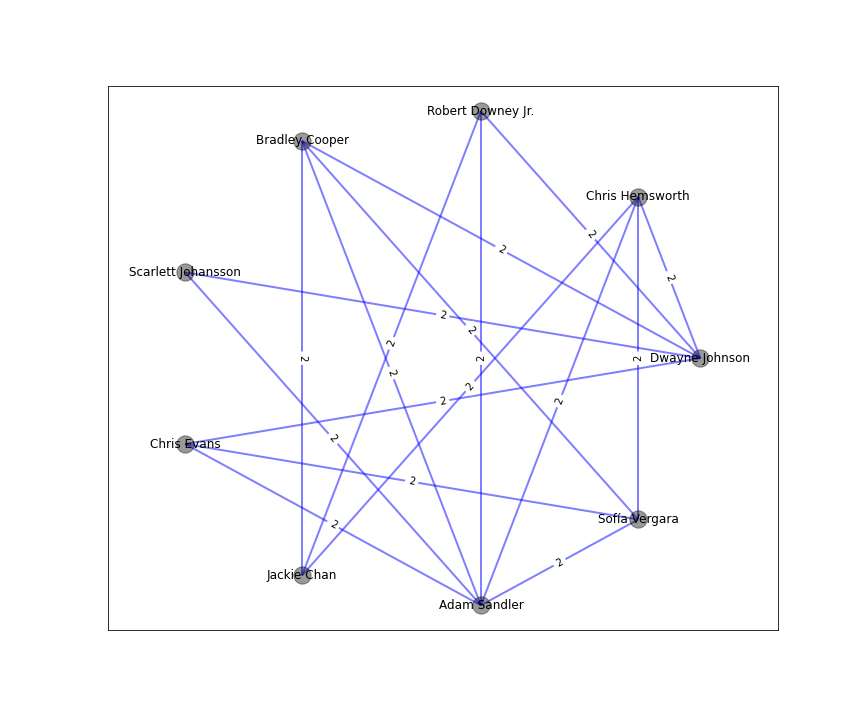 Robert Downey Jr.
Bradley Cooper
Chris Hemsworth
2
2
2
Scarlett Johansson
2
2
2
2
2
2
Dwayne Johnson
2
2
2
2
2
Chris Evans
2
2
Sofía Vergara
2
2
Jackie Chan
Adam Sandler